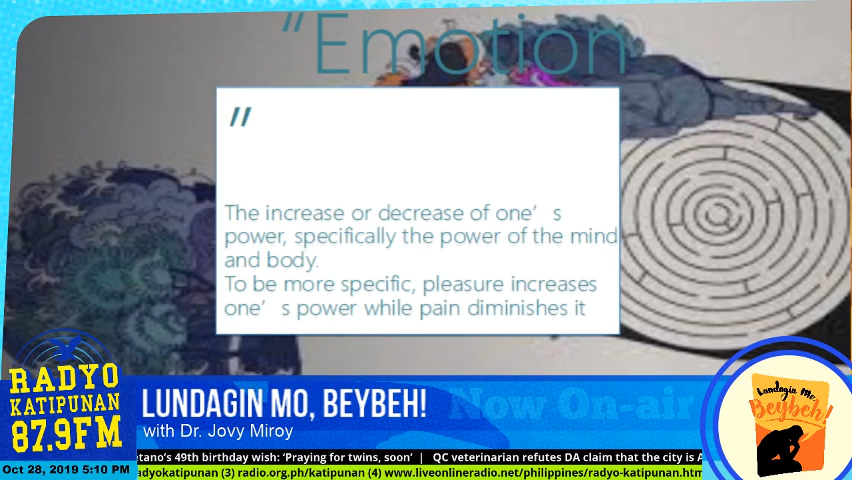 “Emotion
"
The increase or decrease of one’ s
power, specifically the power of the mind
and body.
To be more specific, pleasure increases
one’ s power while pain diminishes it
RADYO
KATIPUNAN
87.9FM
LUNDAGIN MO, BEYBEH!
with Dr. Jovy Miroy
Now On-air
Lundagin Mo,
Beybeh!
Oct 28, 2019 5:10 PM
etano’s 49th birthday wish: ‘Praying for twins, soon’ | QC veterinarian refutes DA claim that the city is A
adyokatipunan (3) radio.org.ph/katipunan (4) www.liveonlineradio.net/philippines/radyo-katipunan.htm